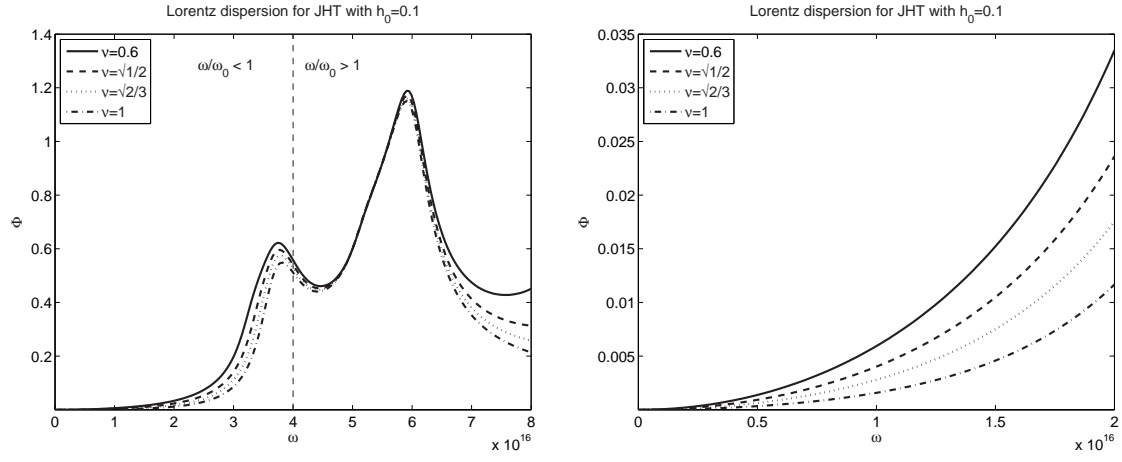 Lorentz dispersion for JHT with h₀=0.1
1.4
1.2
1
0.8
0.6
0.4
0.2
Φ
ν=0.6
ν=√1/2
ν=√2/3
ν=1
ω/ω₀ < 1
ω/ω₀ > 1
0 1 2 3 4 5 6 7 8
ω
x 10¹⁶
Lorentz dispersion for JHT with h₀=0.1
0.035
0.03
0.025
0.02
0.015
0.01
0.005
Φ
ν=0.6
ν=√1/2
ν=√2/3
ν=1
0 0.5 1 1.5 2
ω
x 10¹⁶